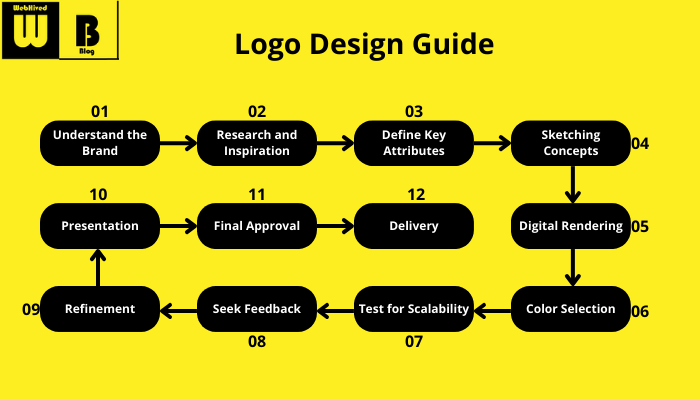 WebHived
W
B
Blog
Logo Design Guide
01
Understand the
Brand
02
Research and
Inspiration
03
Define Key
Attributes
Sketching
Concepts
04
Digital Rendering
05
Color Selection
06
Test for Scalability
07
Seek Feedback
08
09
Refinement
10
Presentation
11
Final Approval
12
Delivery